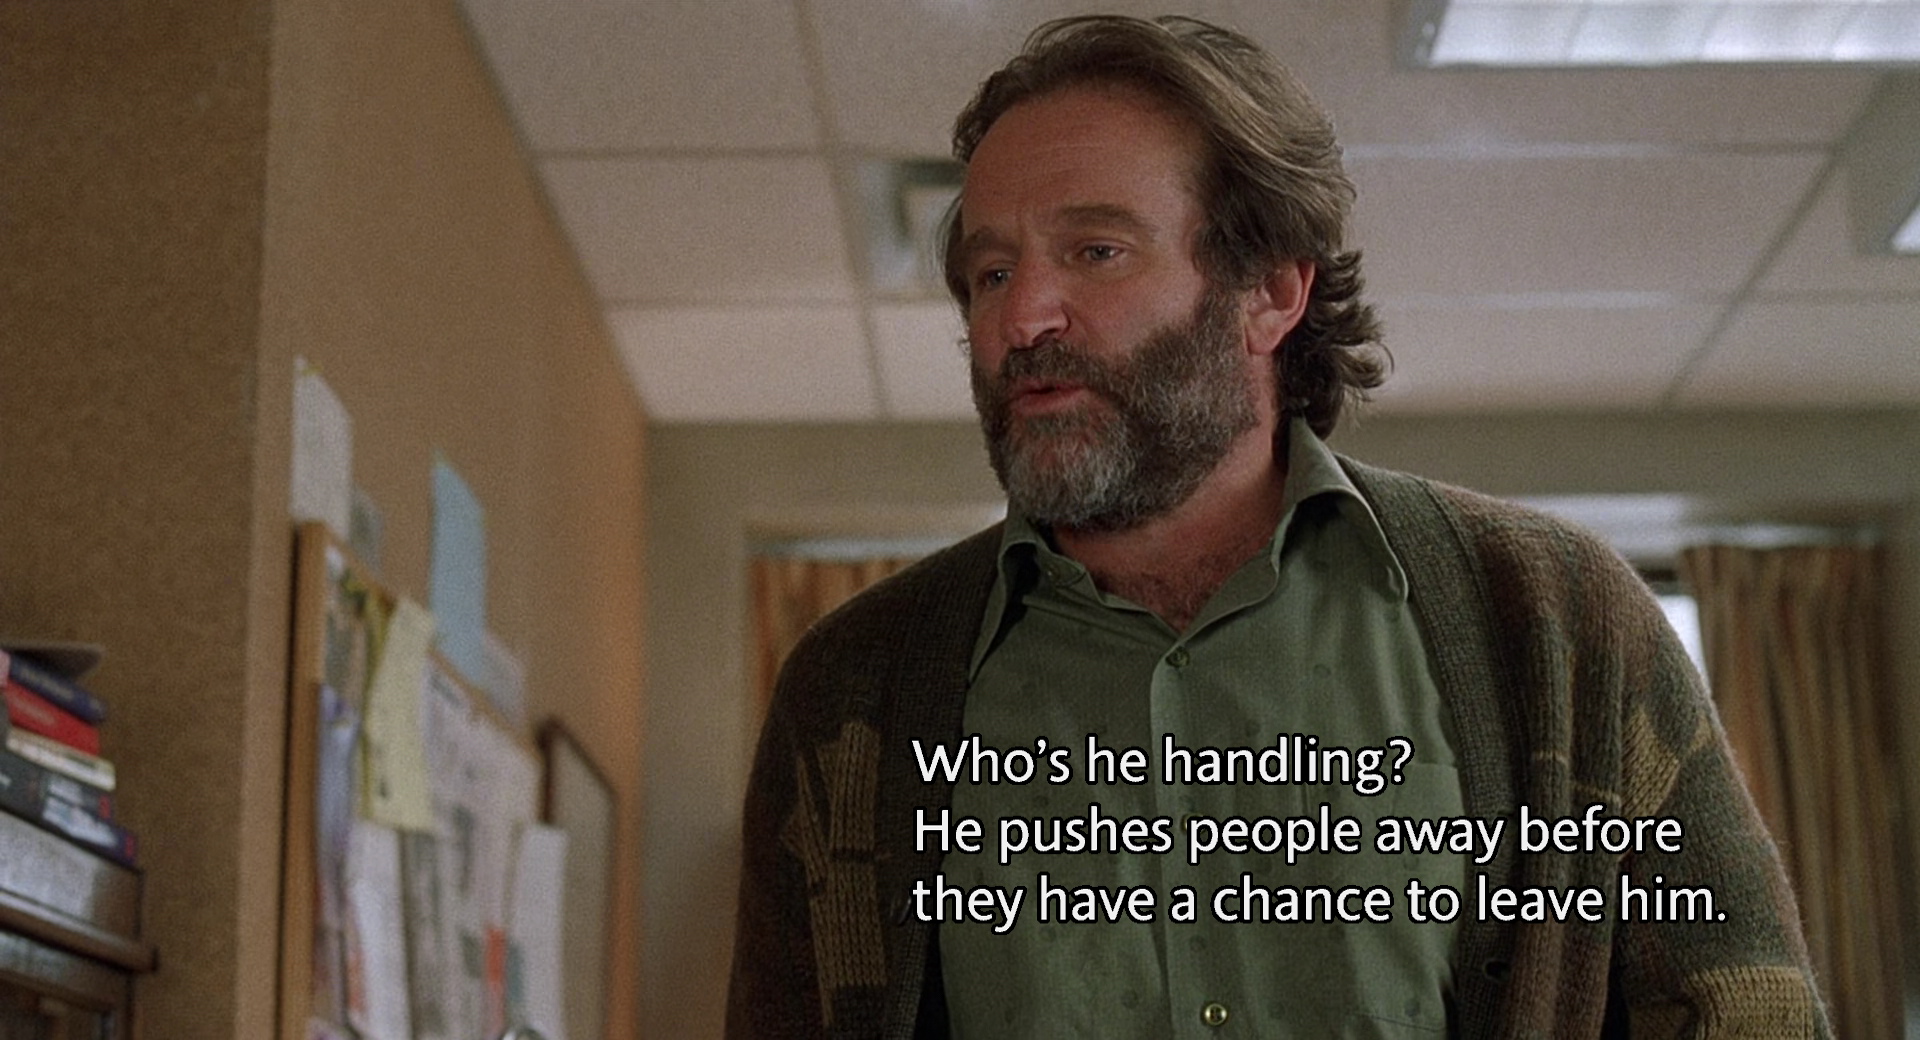 Who’s he handling?
He pushes people away before
they have a chance to leave him.